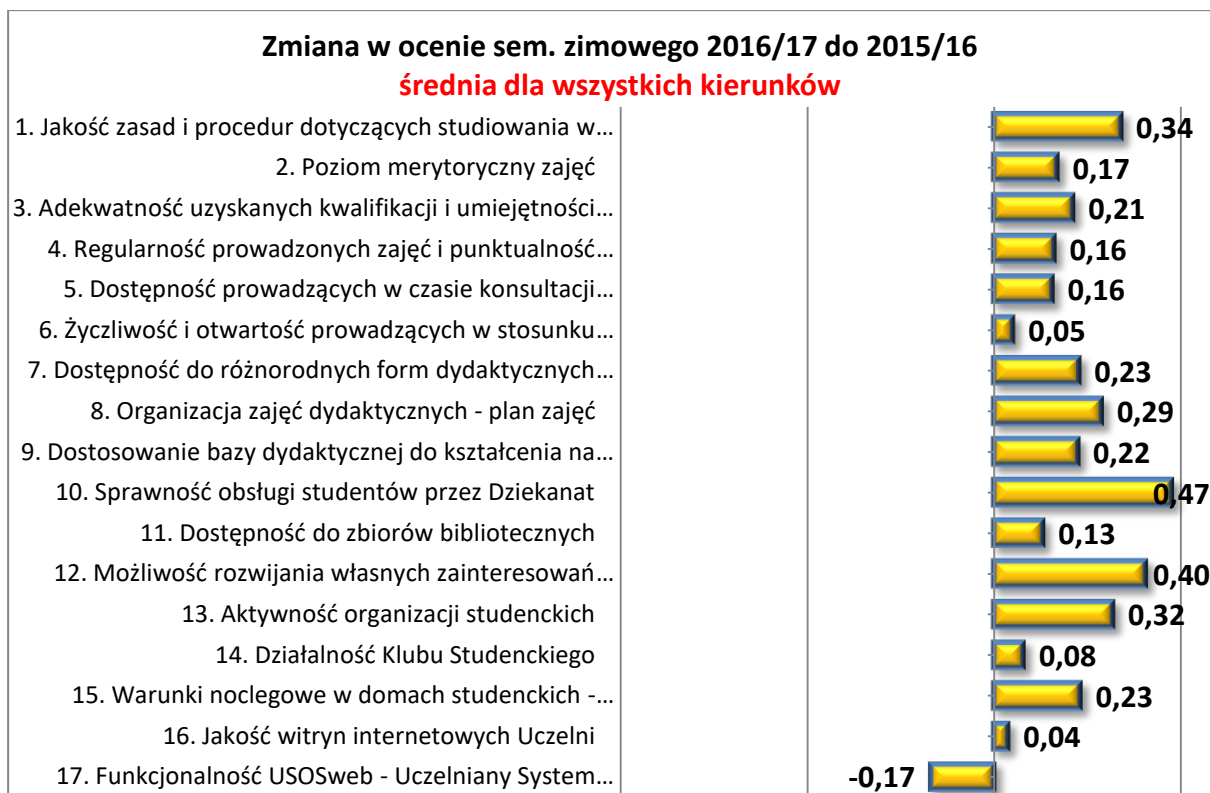 Zmiana w ocenie sem. zimowego 2016/17 do 2015/16
średnia dla wszystkich kierunków
1. Jakość zasad i procedur dotyczących studiowania w... 0,34
2. Poziom merytoryczny zajęć 0,17
3. Adekwatność uzyskanych kwalifikacji i umiejętności... 0,21
4. Regularność prowadzonych zajęć i punktualność... 0,16
5. Dostępność prowadzących w czasie konsultacji... 0,16
6. Życzliwość i otwartość prowadzących w stosunku... 0,05
7. Dostępność do różnorodnych form dydaktycznych... 0,23
8. Organizacja zajęć dydaktycznych - plan zajęć 0,29
9. Dostosowanie bazy dydaktycznej do kształcenia na... 0,22
10. Sprawność obsługi studentów przez Dziekanat 0,47
11. Dostępność do zbiorów bibliotecznych 0,13
12. Możliwość rozwijania własnych zainteresowań... 0,40
13. Aktywność organizacji studenckich 0,32
14. Działalność Klubu Studenckiego 0,08
15. Warunki noclegowe w domach studenckich -... 0,23
16. Jakość witryn internetowych Uczelni 0,04
17. Funkcjonalność USOSweb - Uczelniany System... -0,17